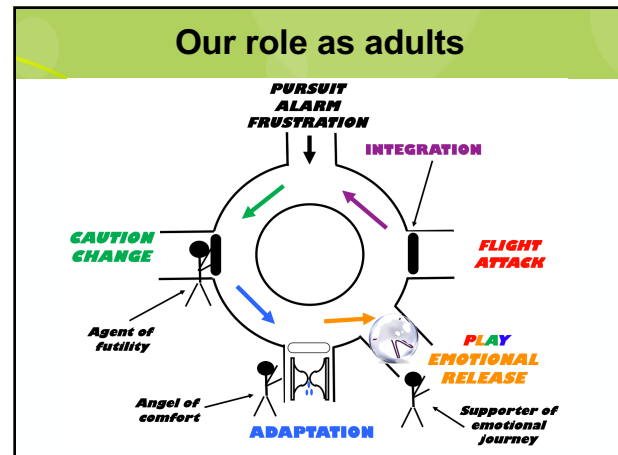 Our role as adults
PURSUIT
ALARM
FRUSTRATION
INTEGRATION
CAUTION
CHANGE
FLIGHT
ATTACK
Agent of
futility
PLAY
EMOTIONAL
RELEASE
Angel of
comfort
ADAPTATION
Supporter of
emotional
journey